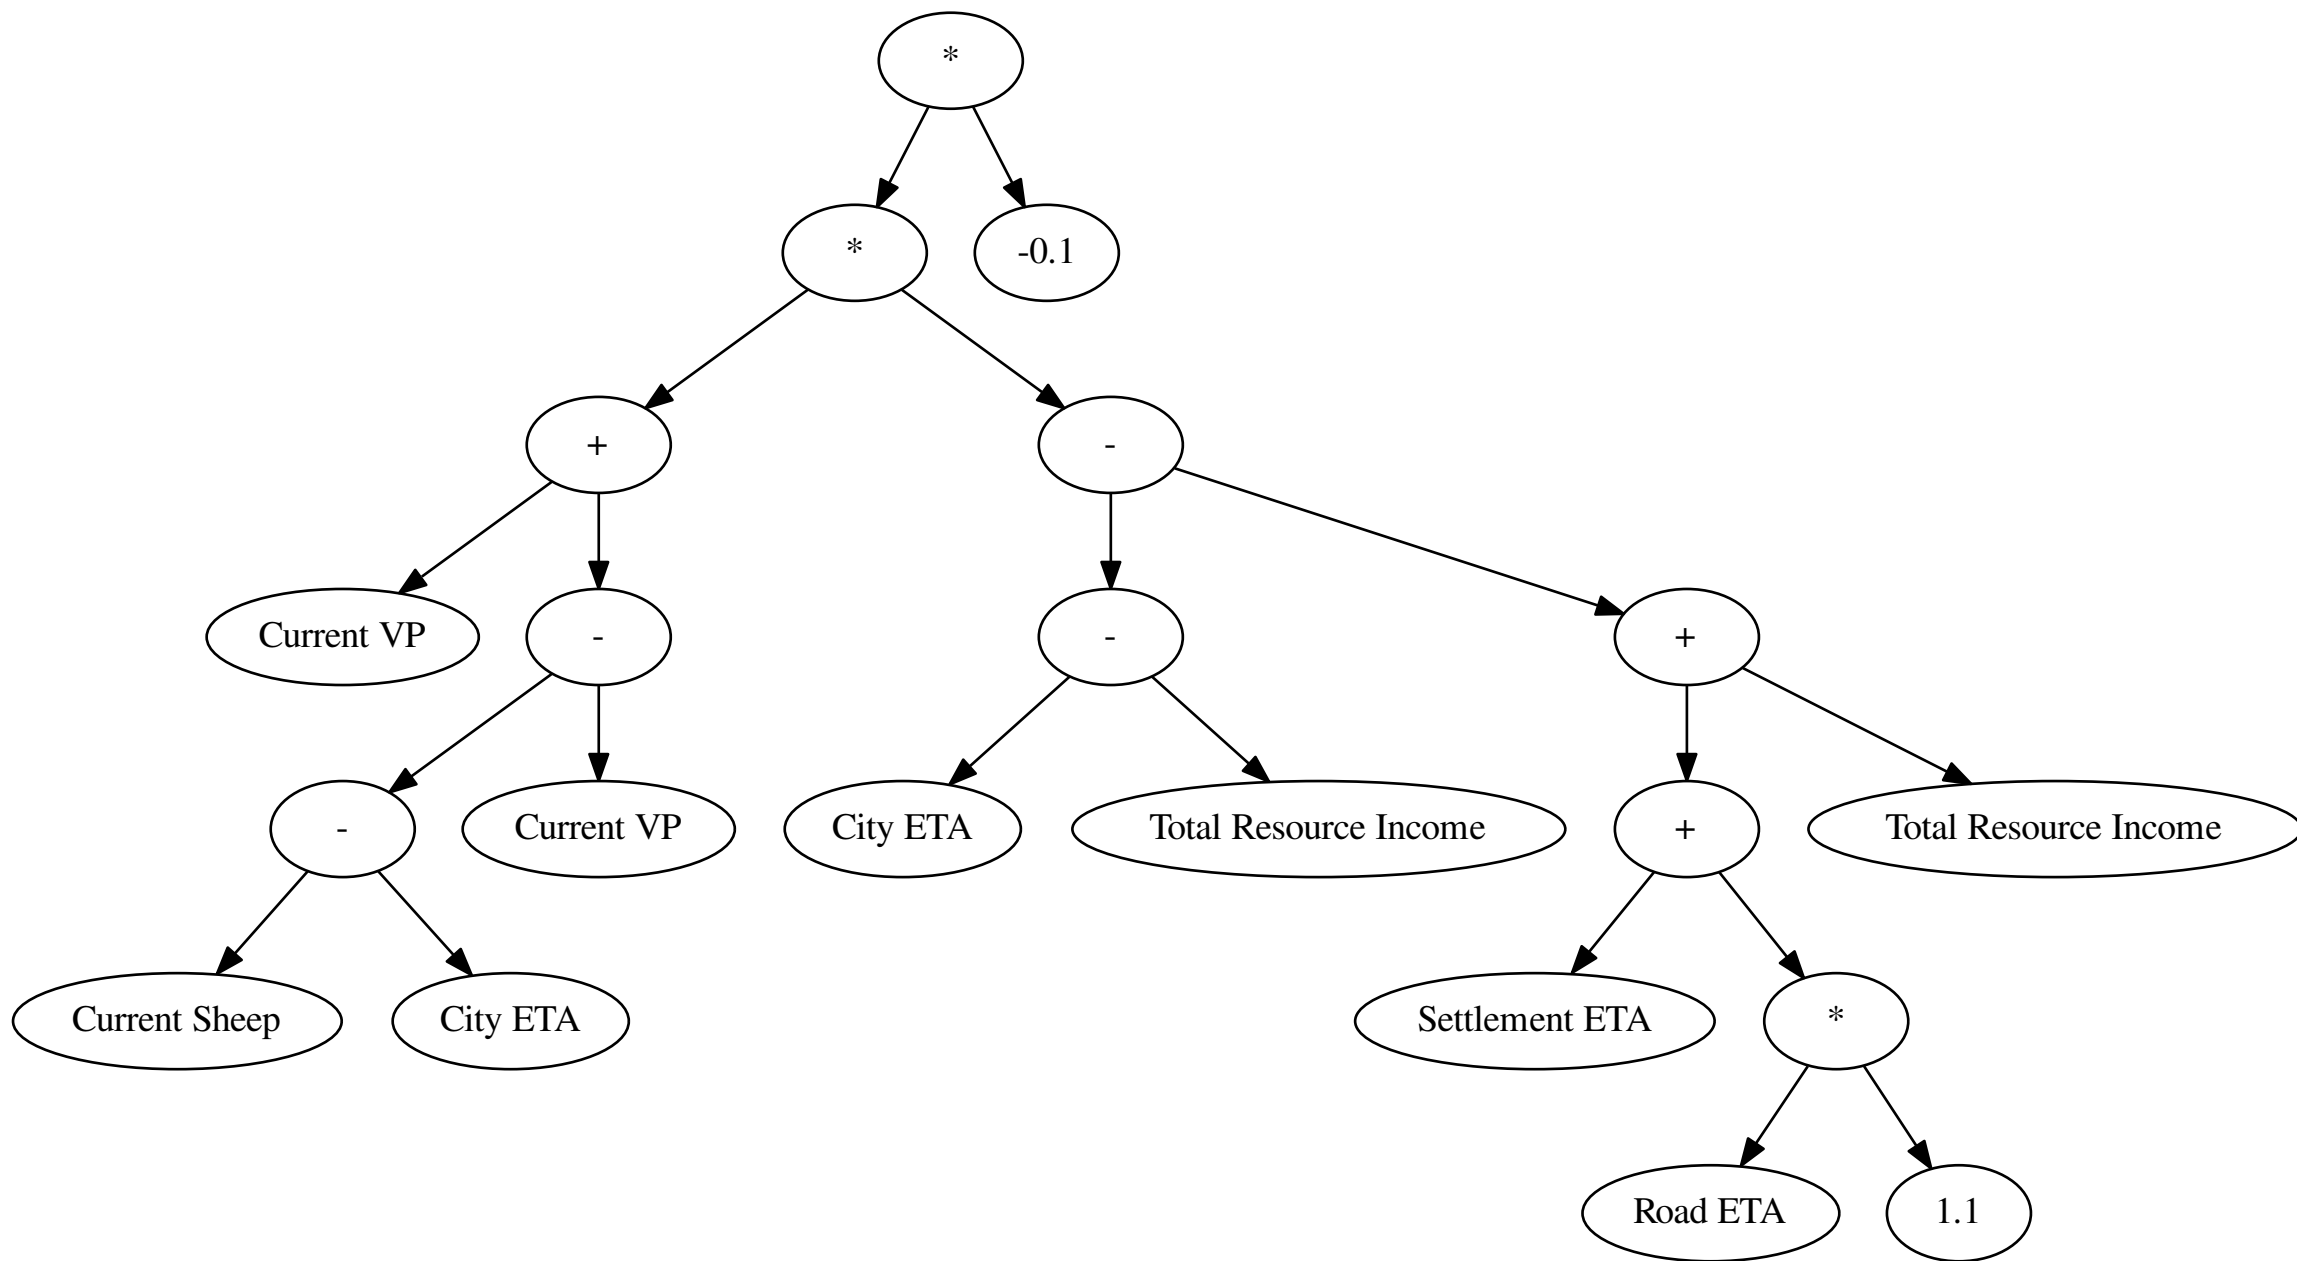 *
*
-0.1
+
-
Current VP
-
-
+
-
Current VP
City ETA
Total Resource Income
+
Total Resource Income
Current Sheep
City ETA
Settlement ETA
*
Road ETA
1.1